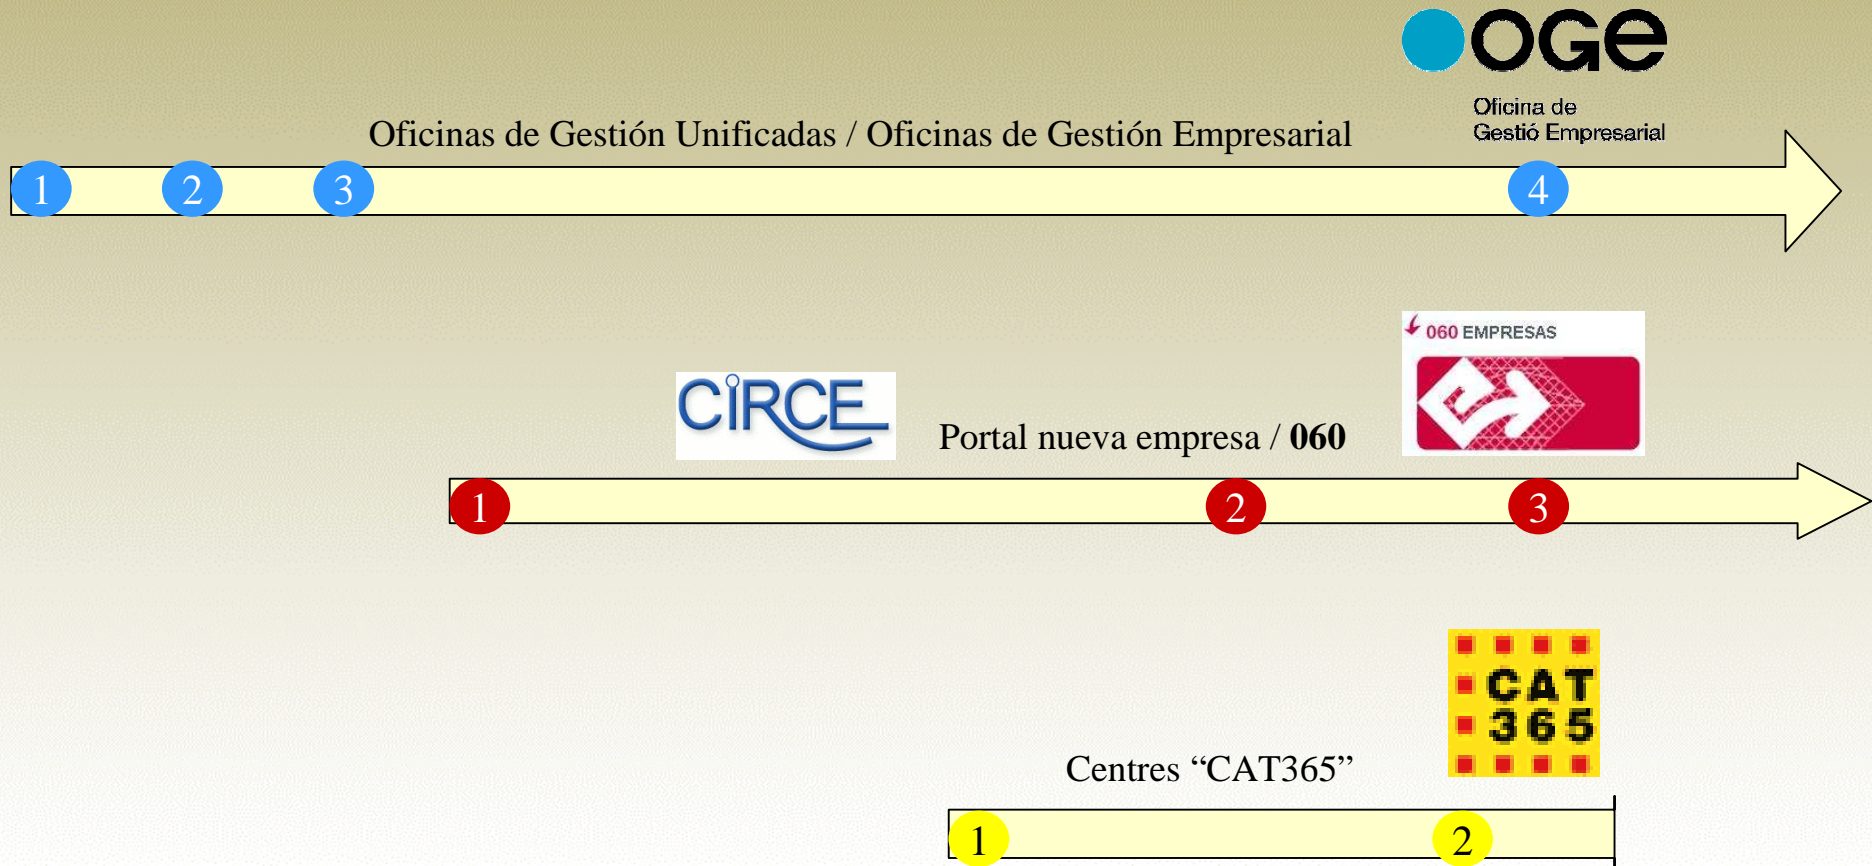 oge
Oficina de
Gestió Empresarial
Oficinas de Gestión Unificadas / Oficinas de Gestión Empresarial
1 2 3 4
060 EMPRESAS
CIRCE
Portal nueva empresa / 060
1 2 3
CAT
365
Centres “CAT365”
1 2